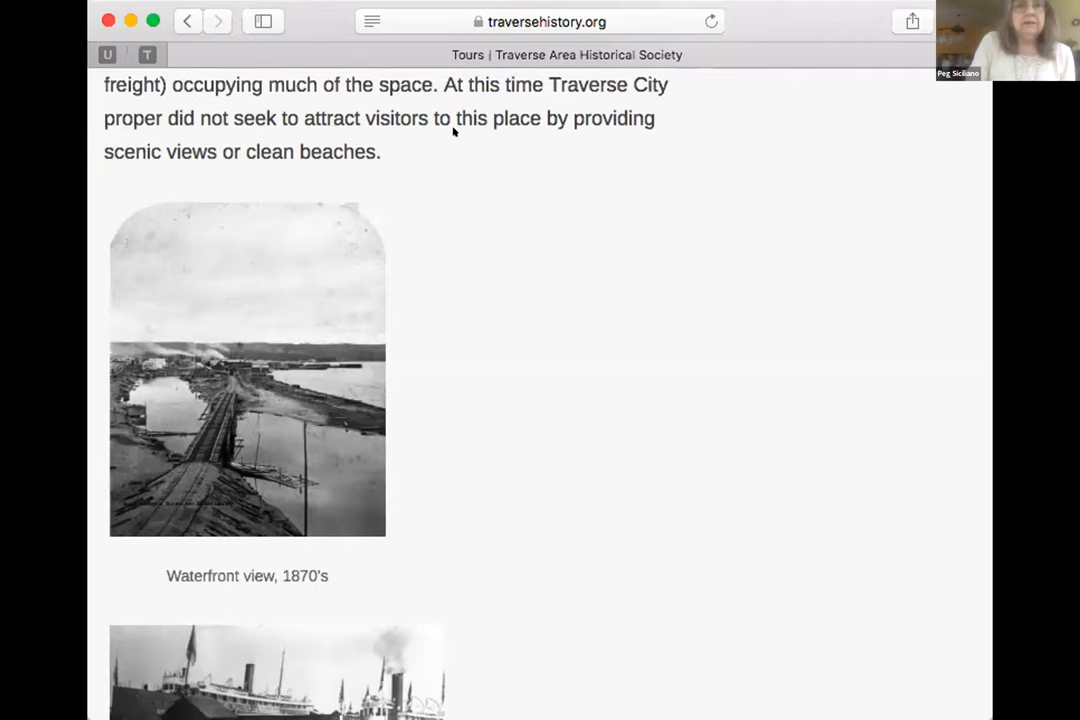 traversehistory.org
U
T
Tours | Traverse Area Historical Society
Peg Siciliano
freight) occupying much of the space. At this time Traverse City
proper did not seek to attract visitors to this place by providing
scenic views or clean beaches.
Waterfront view, 1870's